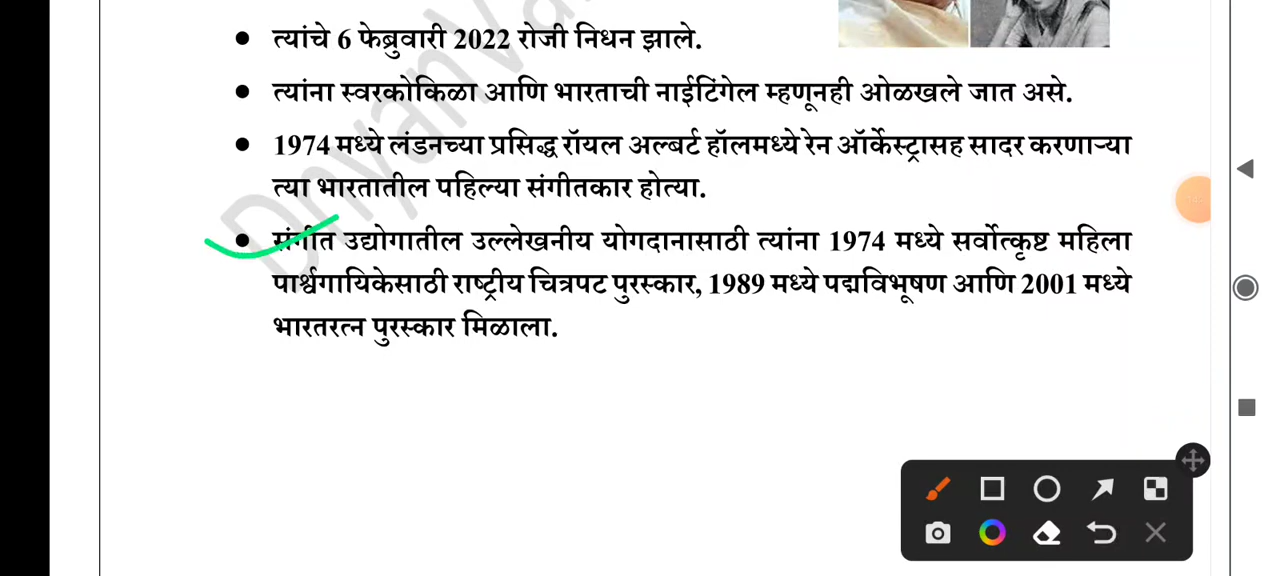 त्यांचे 6 फेब्रुवारी 2022 रोजी निधन झाले.
त्यांना स्वरकोकिळा आणि भारताची नाईटिंगेल म्हणूनही ओळखले जात असे.
1974 मध्ये लंडनच्या प्रसिद्ध रॉयल अल्बर्ट हॉलमध्ये रेन ऑर्केस्ट्रासह सादर करणाऱ्या
त्या भारतातील पहिल्या संगीतकार होत्या.
संगीत उद्योगातील उल्लेखनीय योगदानासाठी त्यांना 1974 मध्ये सर्वोत्कृष्ट महिला
पार्श्वगायिकेसाठी राष्ट्रीय चित्रपट पुरस्कार, 1989 मध्ये पद्मविभूषण आणि 2001 मध्ये
भारतरत्न पुरस्कार मिळाला.